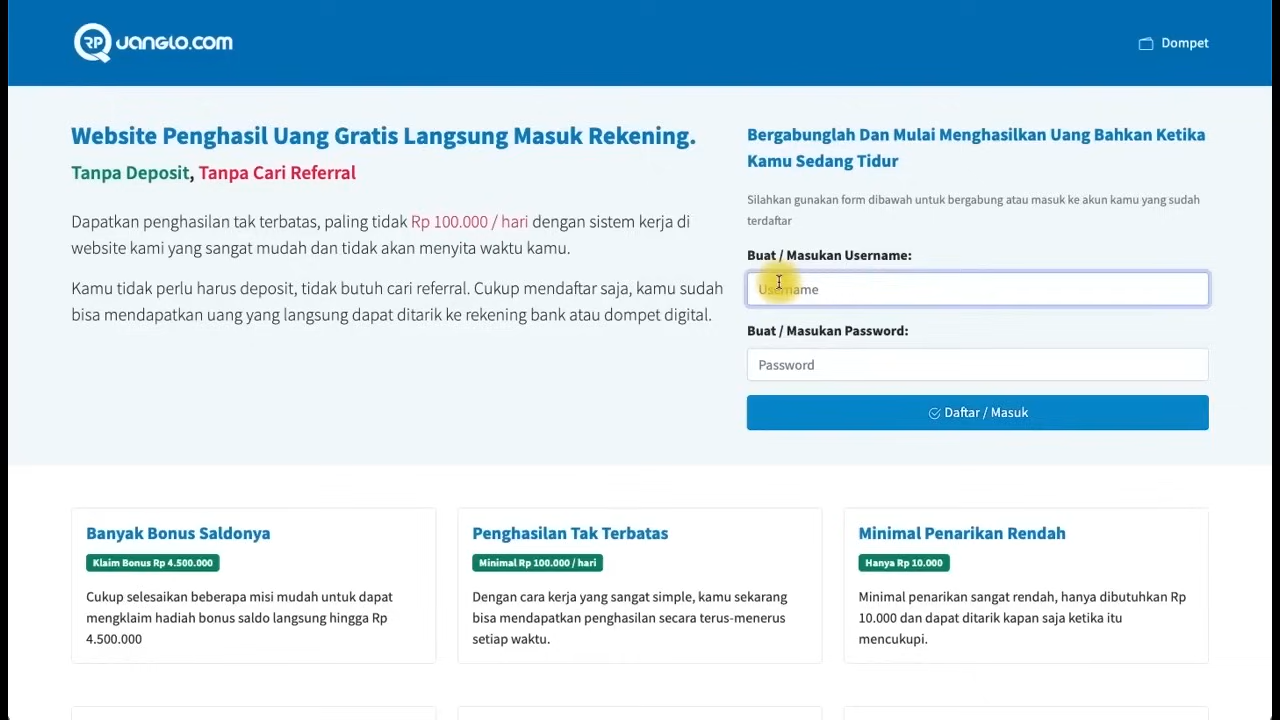 RP JANGLO.COM
Dompet
Website Penghasil Uang Gratis Langsung Masuk Rekening.
Tanpa Deposit, Tanpa Cari Referral
Dapatkan penghasilan tak terbatas, paling tidak Rp 100.000 / hari dengan sistem kerja di
website kami yang sangat mudah dan tidak akan menyita waktu kamu.
Kamu tidak perlu harus deposit, tidak butuh cari referral. Cukup mendaftar saja, kamu sudah
bisa mendapatkan uang yang langsung dapat ditarik ke rekening bank atau dompet digital.
Bergabunglah Dan Mulai Menghasilkan Uang Bahkan Ketika
Kamu Sedang Tidur
Silahkan gunakan form dibawah untuk bergabung atau masuk ke akun kamu yang sudah
terdaftar
Buat / Masukan Username:
Username
Buat / Masukan Password:
Password
Daftar / Masuk
Banyak Bonus Saldonya
Klaim Bonus Rp 4.500.000
Cukup selesaikan beberapa misi mudah untuk dapat
mengklaim hadiah bonus saldo langsung hingga Rp
4.500.000
Penghasilan Tak Terbatas
Minimal Rp 100.000 / hari
Dengan cara kerja yang sangat simple, kamu sekarang
bisa mendapatkan penghasilan secara terus-menerus
setiap waktu.
Minimal Penarikan Rendah
Hanya Rp 10.000
Minimal penarikan sangat rendah, hanya dibutuhkan Rp
10.000 dan dapat ditarik kapan saja ketika itu
mencukupi.